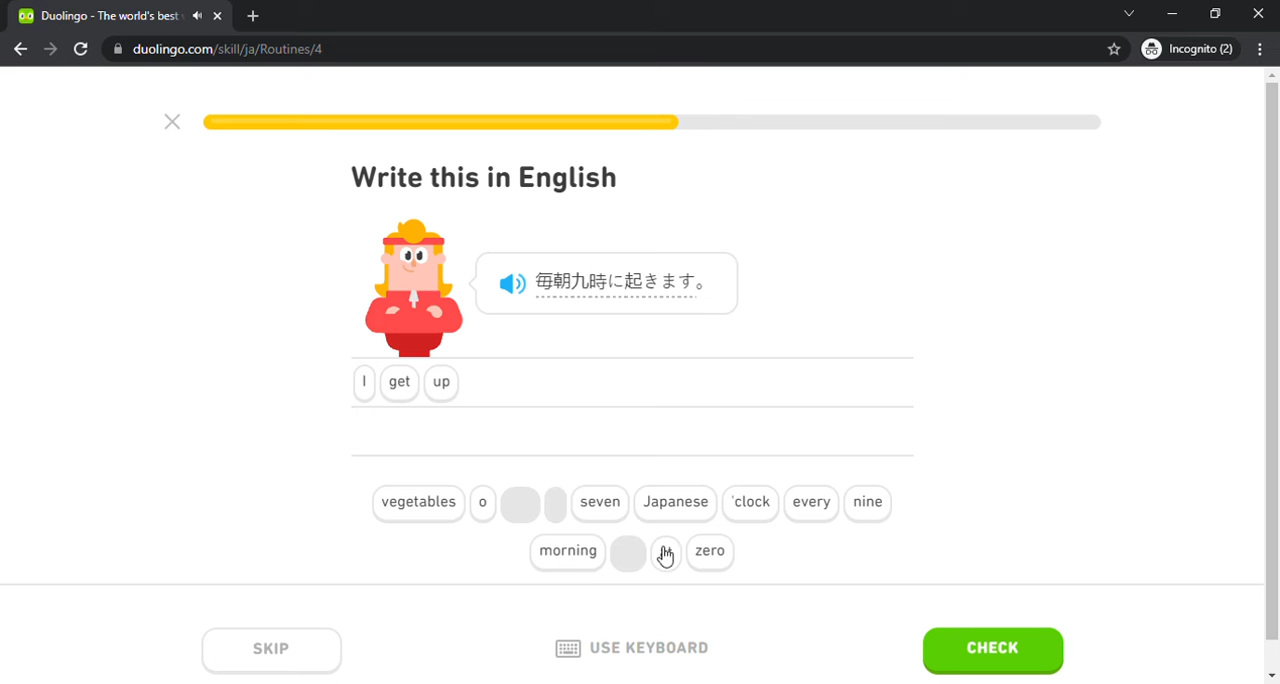 Duolingo - The world's best
duolingo.com/skill/ja/Routines/4
Incognito (2)
Write this in English
毎朝九時に起きます。
I get up
vegetables o seven Japanese 'clock every nine
morning zero
SKIP
USE KEYBOARD
CHECK